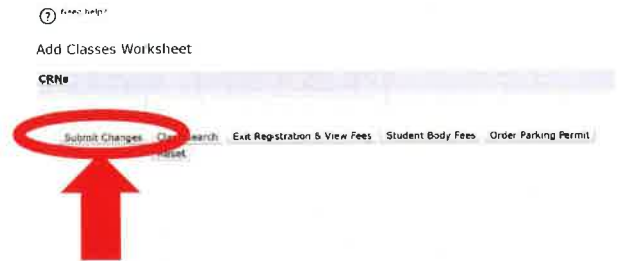 ? Need help?
Add Classes Worksheet
CRNs
Submit Changes Class Search Exit Registration & View Fees Student Body Fees Order Parking Permit
Reset